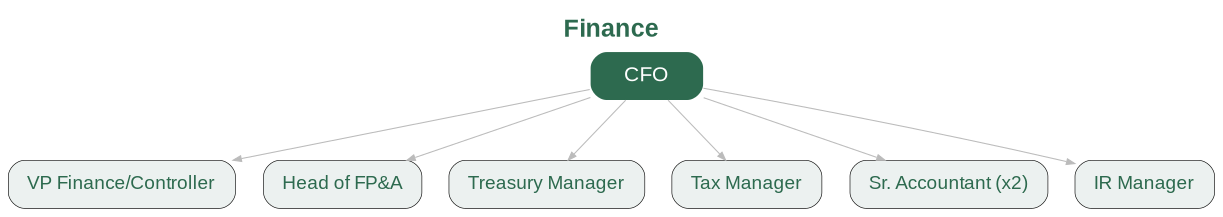 Finance
CFO
VP Finance/Controller
Head of FP&A
Treasury Manager
Tax Manager
Sr. Accountant (x2)
IR Manager